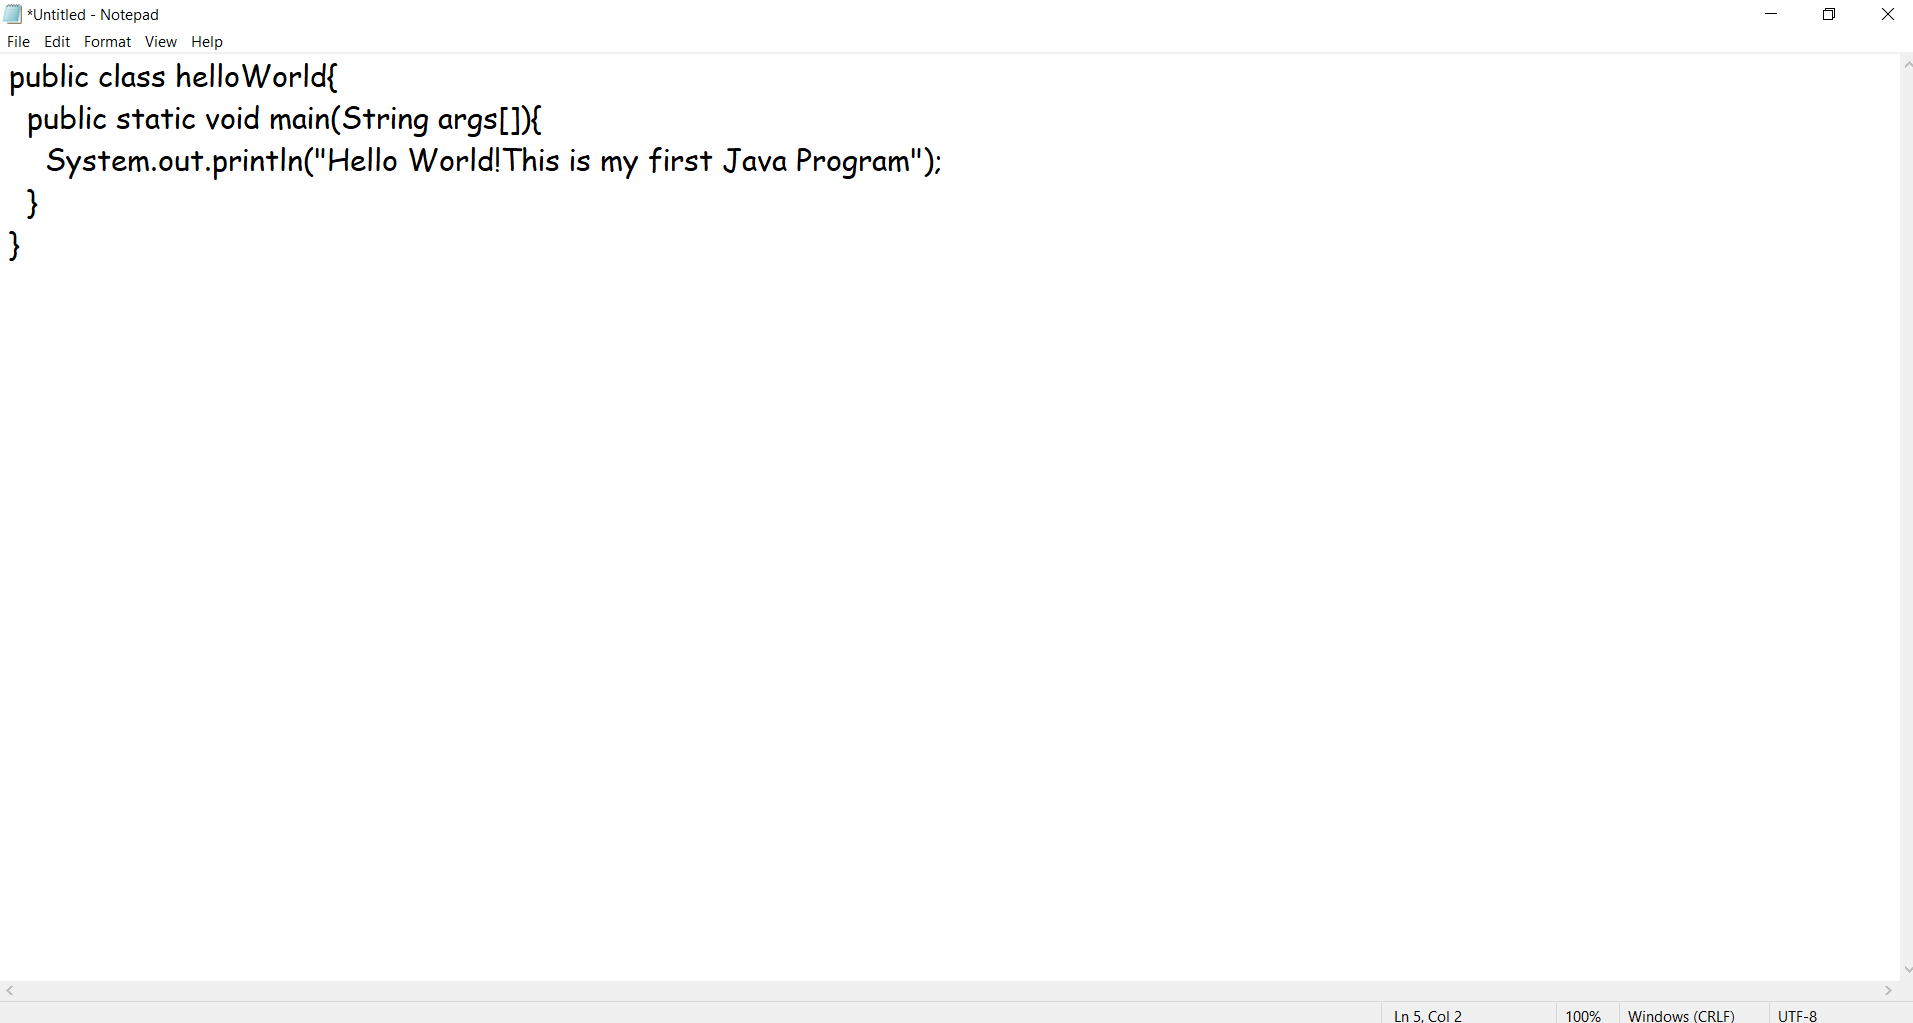 *Untitled - Notepad
File Edit Format View Help
public class helloWorld{
  public static void main(String args[]){
    System.out.println("Hello World!This is my first Java Program");
  }
}
Ln 5, Col 2 100% Windows (CRLF) UTF-8